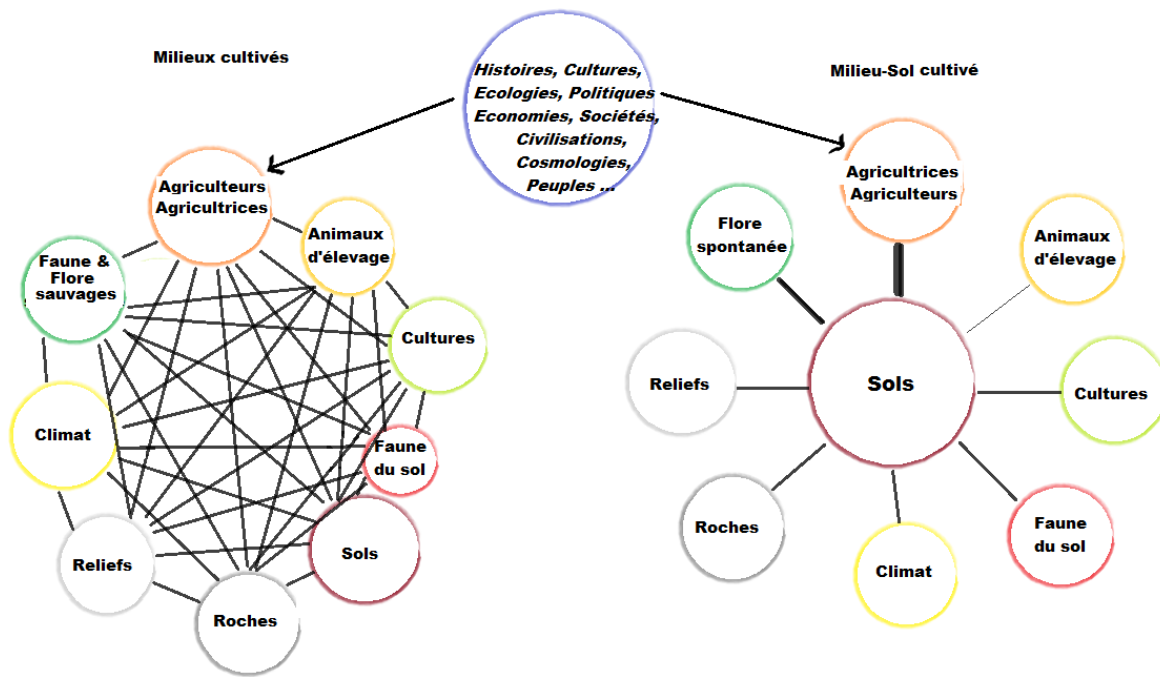 Milieux cultivés
Histoires, Cultures,
Ecologies, Politiques
Economies, Sociétés,
Civilisations,
Cosmologies,
Peuples ...
Milieu-Sol cultivé
Agriculteurs
Agricultrices
Animaux
d'élevage
Faune &
Flore
sauvages
Cultures
Climat
Faune
du sol
Reliefs
Sols
Roches
Agricultrices
Agriculteurs
Flore
spontanée
Animaux
d'élevage
Reliefs
Sols
Cultures
Roches
Climat
Faune
du sol